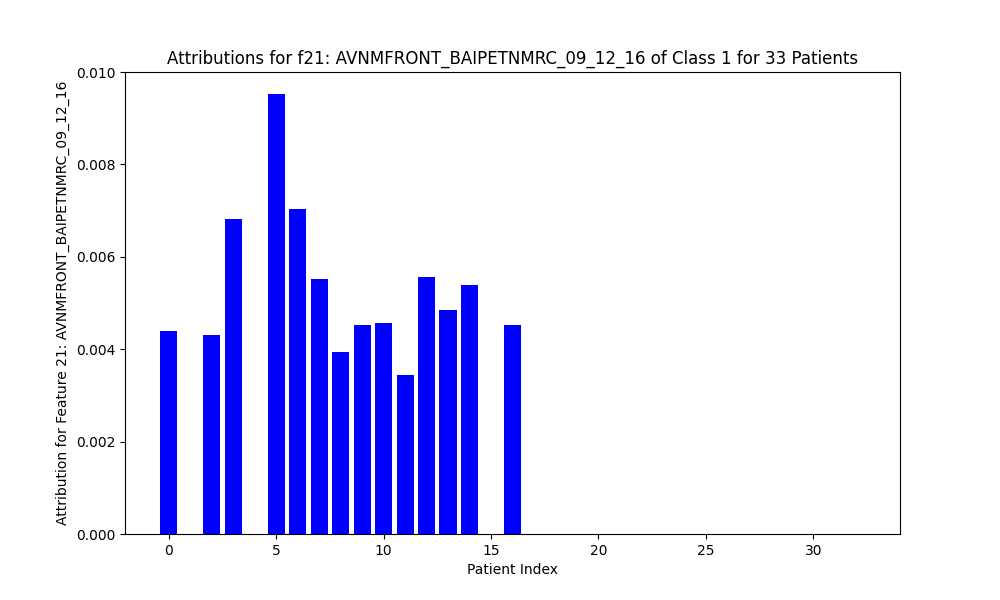 Attributions for f21: AVNMFRONT_BAIPETNMRC_09_12_16 of Class 1 for 33 Patients
Attribution for Feature 21: AVNMFRONT_BAIPETNMRC_09_12_16
0.010
0.008
0.006
0.004
0.002
0.000
0 5 10 15 20 25 30
Patient Index